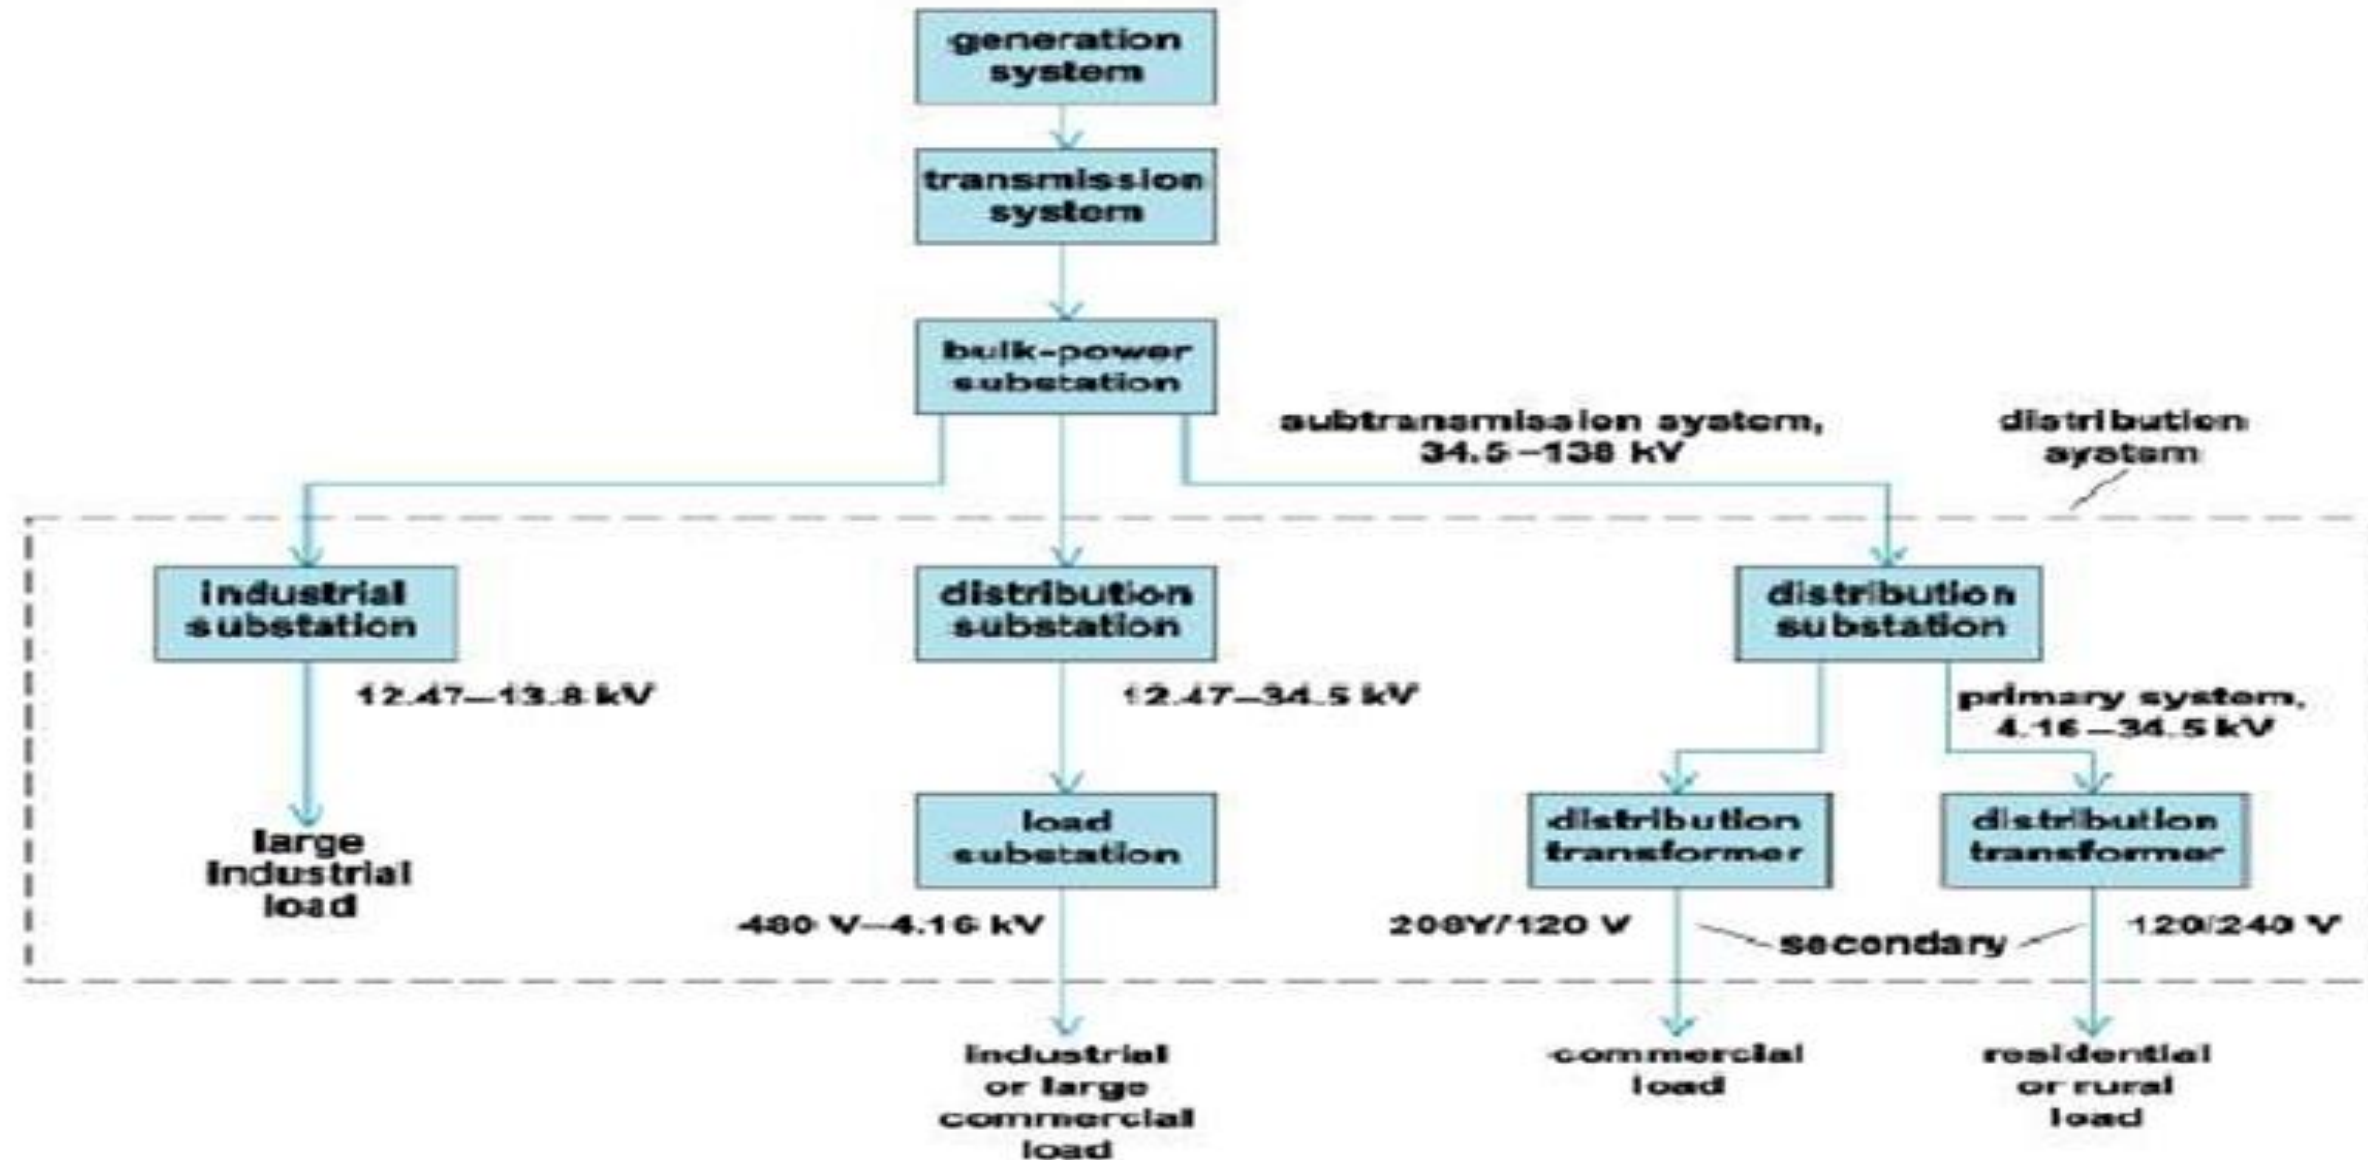 generation
system
transmission
system
bulk-power
substation
subtransmission system,
34.5–138 kV
distribution
system
industrial
substation
distribution
substation
distribution
substation
12.47–13.8 kV
12.47–34.5 kV
primary system,
4.16–34.5 kV
large
industrial
load
load
substation
distribution
transformer
distribution
transformer
480 V–4.16 kV
208Y/120 V
secondary
120/240 V
industrial
or large
commercial
load
commercial
load
residential
or rural
load